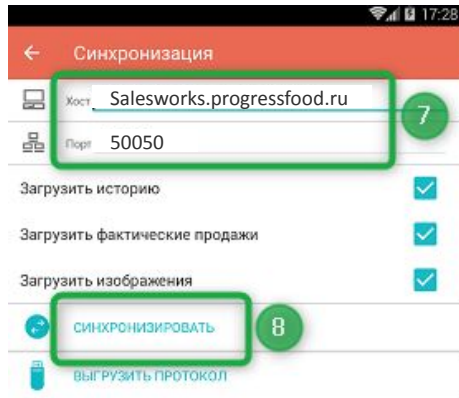 17:28
Синхронизация
Хост Salesworks.progressfood.ru
7
Порт 50050
Загрузить историю
Загрузить фактические продажи
Загрузить изображения
СИНХРОНИЗИРОВАТЬ 8
ВЫГРУЗИТЬ ПРОТОКОЛ